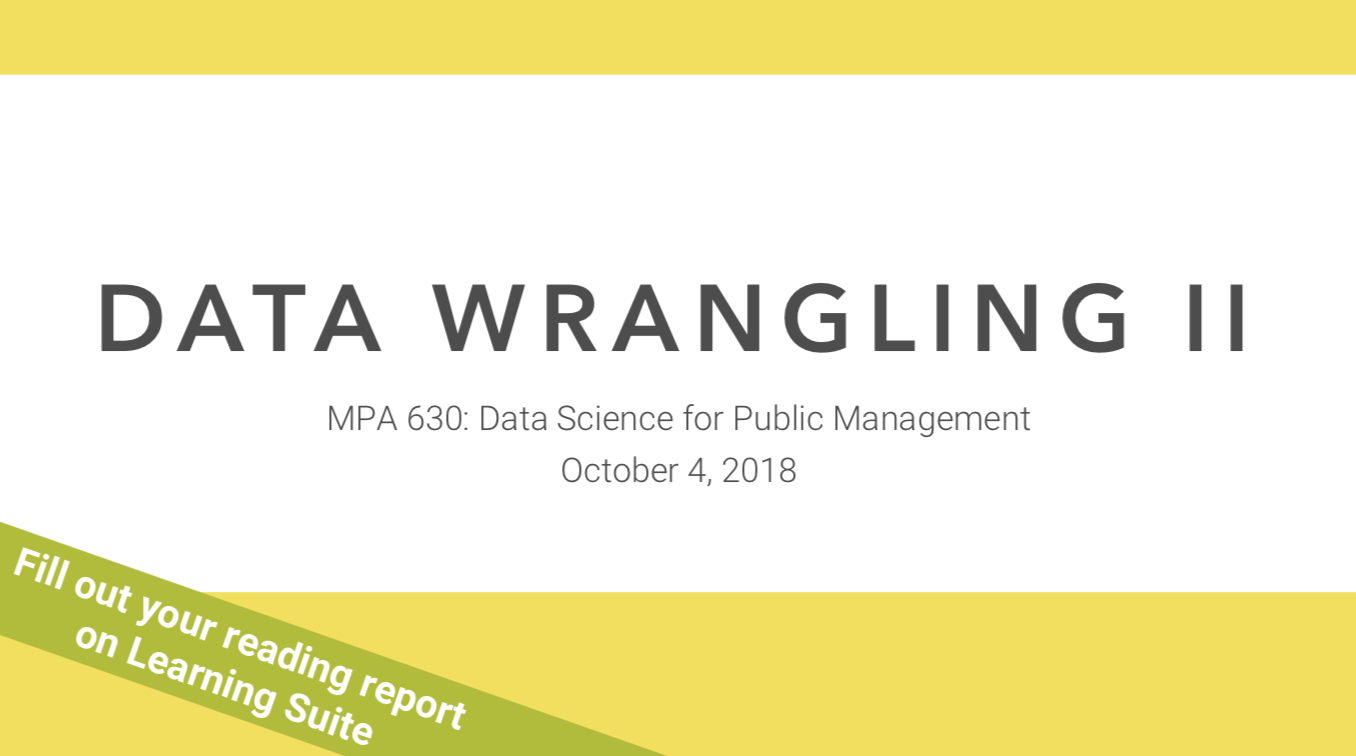 DATA WRANGLING II
MPA 630: Data Science for Public Management
October 4, 2018
Fill out your reading report
on Learning Suite